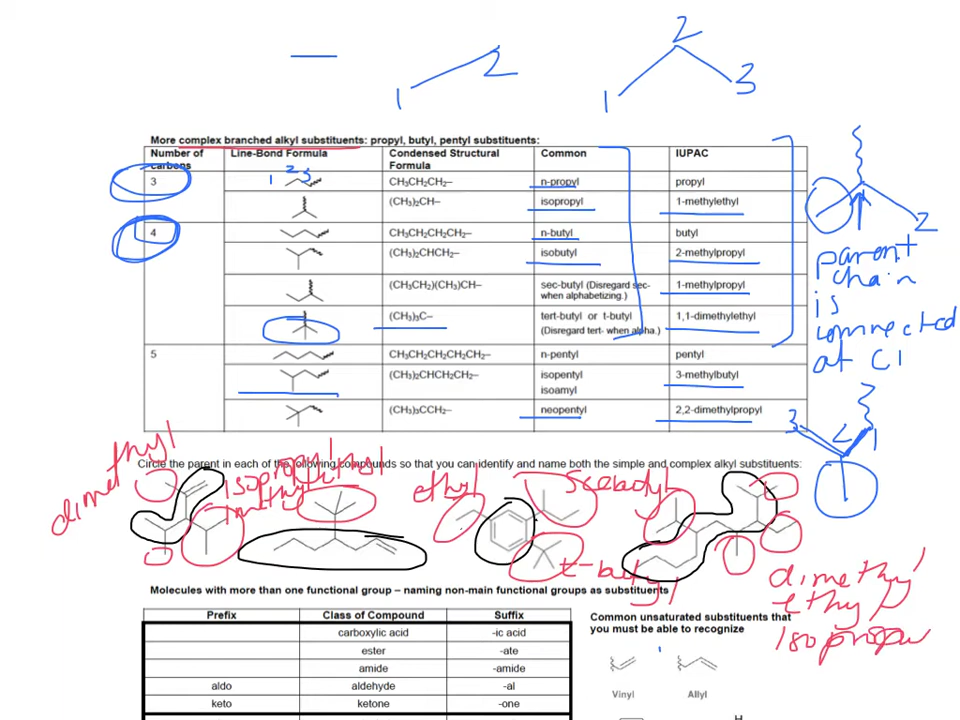 2
1
2
1
3
More complex branched alkyl substituents: propyl, butyl, pentyl substituents:
Number of carbons
Line-Bond Formula
Condensed Structural Formula
Common
IUPAC
3
1 2 3
CH3CH2CH2–
n-propyl
propyl
(CH3)2CH-
isopropyl
1-methylethyl
4
CH3CH2CH2CH2–
n-butyl
butyl
(CH3)2CHCH2–
isobutyl
2-methylpropyl
(CH3CH2)(CH3)CH–
sec-butyl (Disregard sec-
when alphabetizing.)
1-methylpropyl
(CH3)3C–
tert-butyl or t-butyl
(Disregard tert- when alpha.)
1,1-dimethylethyl
5
CH3CH2CH2CH2CH2–
n-pentyl
pentyl
(CH3)2CHCH2CH2–
isopentyl
isoamyl
3-methylbutyl
(CH3)3CCH2–
neopentyl
2,2-dimethylpropyl
2
parent
chain
is
connected
at C1
3
2
1
Circle the parent in each of the following compounds so that you can identify and name both the simple and complex alkyl substituents:
dimethyl
isopropyl
ethyl
t-butyl
dimethyl
ethyl
isopropyl
Molecules with more than one functional group – naming non-main functional groups as substituents
Prefix
Class of Compound
Suffix
carboxylic acid
-ic acid
ester
-ate
amide
-amide
aldo
aldehyde
-al
keto
ketone
-one
Common unsaturated substituents that
you must be able to recognize
Vinyl
Allyl
H